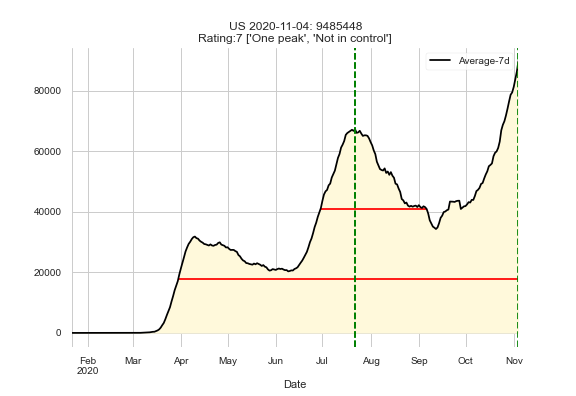 US 2020-11-04: 9485448
Rating:7 ['One peak', 'Not in control']
Average-7d
80000
60000
40000
20000
0
Feb Mar Apr May Jun Jul Aug Sep Oct Nov
2020
Date